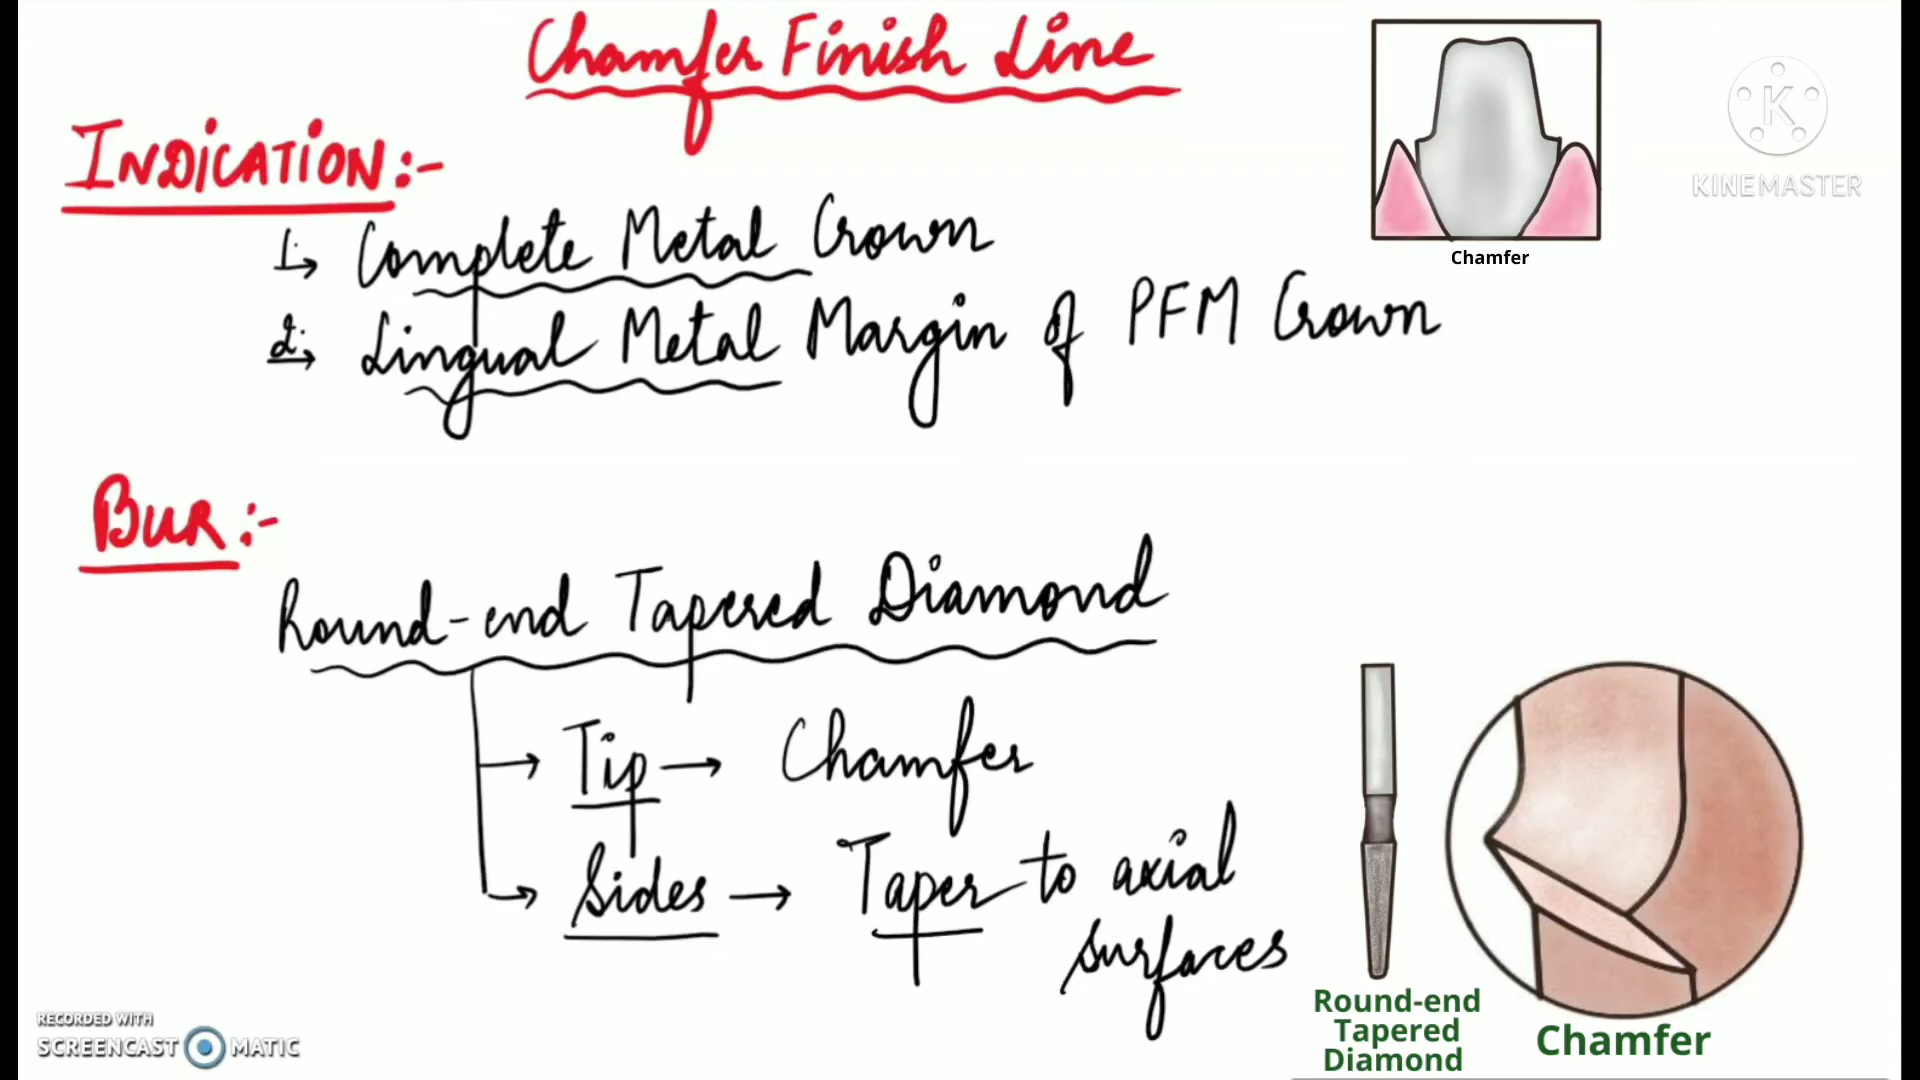 Chamfer Finish Line
INDICATION:-
1. → Complete Metal Crown
2. → Lingual Metal Margin of PFM Crown
K
KINEMASTER
Chamfer
BUR:-
Round-end Tapered Diamond
→ Tip → Chamfer
→ Sides → Taper to axial
surfaces
Round-end
Tapered
Diamond
Chamfer
RECORDED WITH
SCREENCAST MATIC